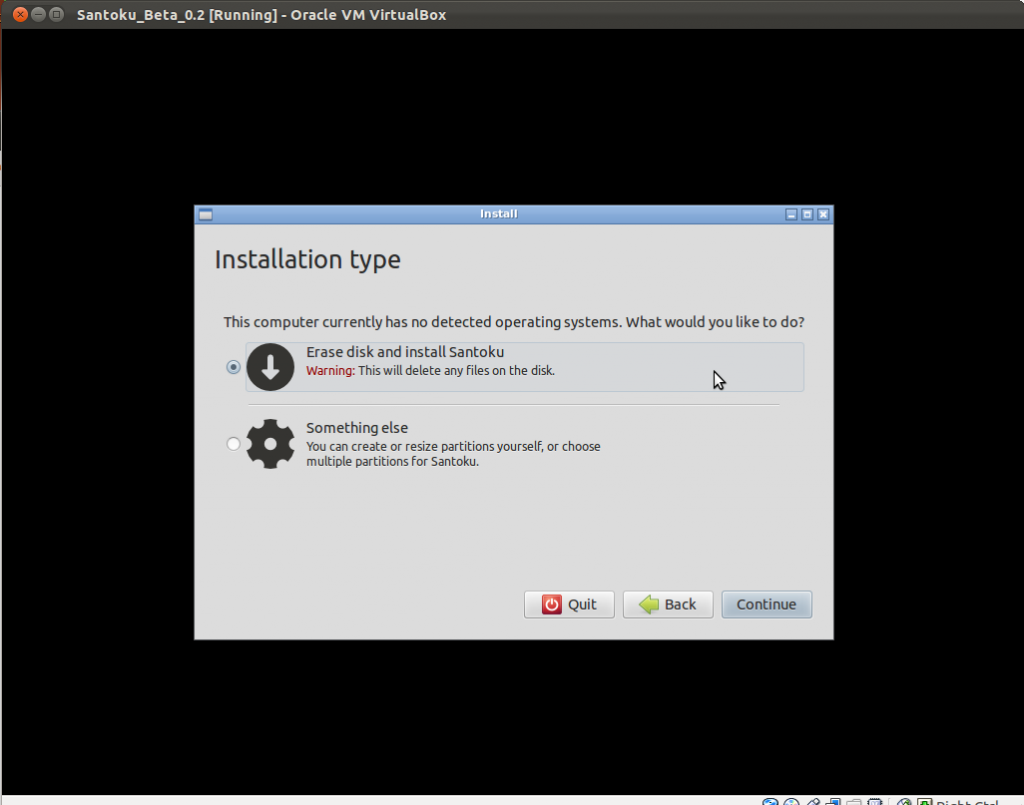 Santoku_Beta_0.2 [Running] - Oracle VM VirtualBox
Install
Installation type
This computer currently has no detected operating systems. What would you like to do?
Erase disk and install Santoku
Warning: This will delete any files on the disk.
Something else
You can create or resize partitions yourself, or choose
multiple partitions for Santoku.
Quit
Back
Continue
Right Ctrl